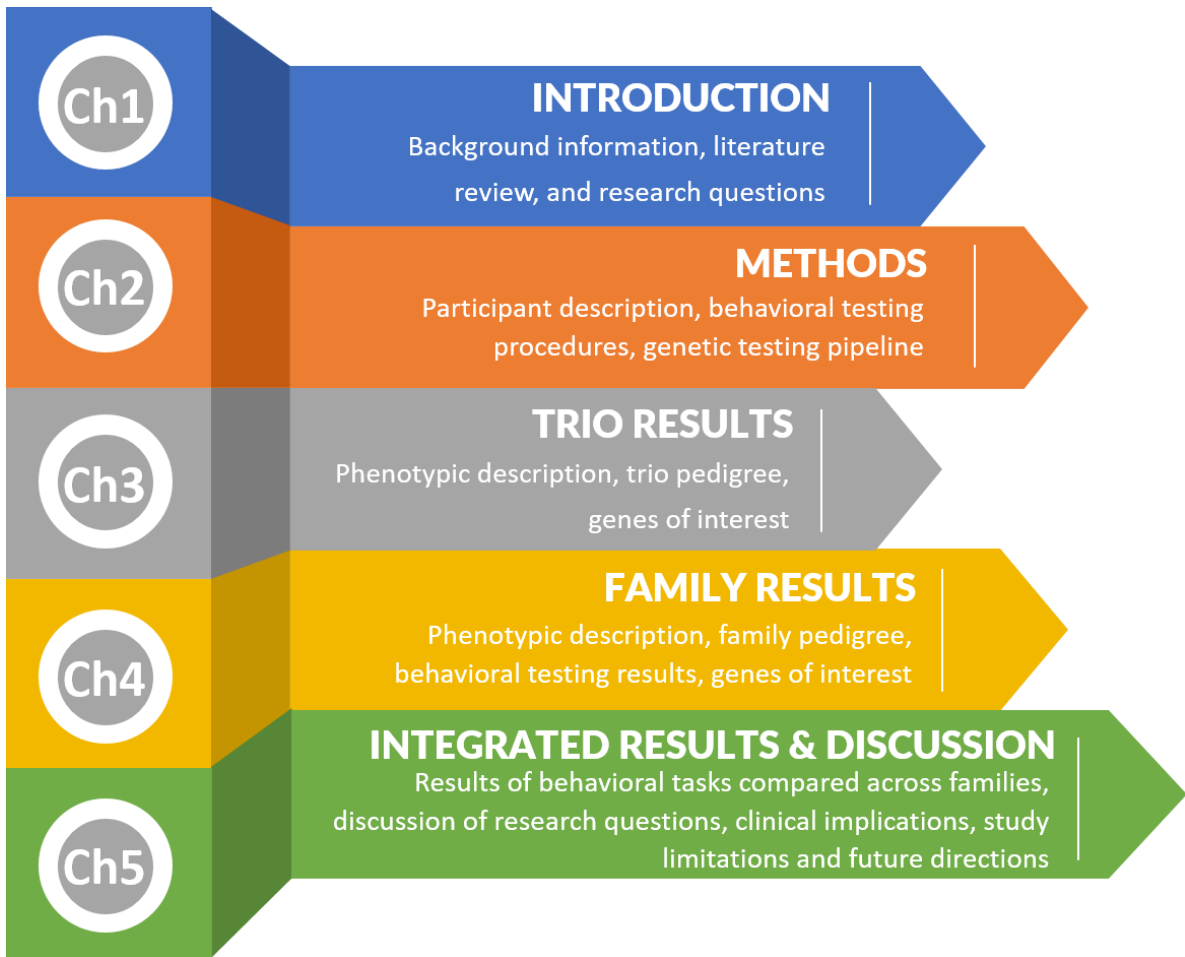 Ch1
INTRODUCTION
Background information, literature
review, and research questions
Ch2
METHODS
Participant description, behavioral testing
procedures, genetic testing pipeline
Ch3
TRIO RESULTS
Phenotypic description, trio pedigree,
genes of interest
Ch4
FAMILY RESULTS
Phenotypic description, family pedigree,
behavioral testing results, genes of interest
Ch5
INTEGRATED RESULTS & DISCUSSION
Results of behavioral tasks compared across families,
discussion of research questions, clinical implications, study
limitations and future directions